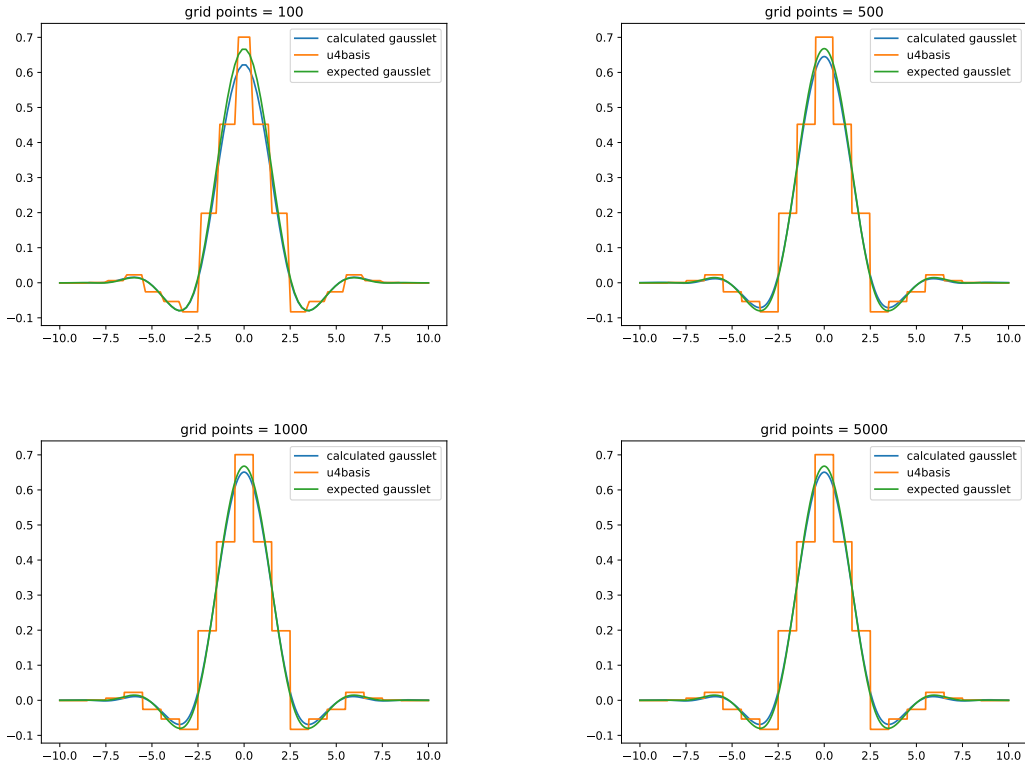 grid points = 100
calculated gausslet
u4basis
expected gausslet
0.7
0.6
0.5
0.4
0.3
0.2
0.1
0.0
−0.1
−10.0 −7.5 −5.0 −2.5 0.0 2.5 5.0 7.5 10.0
grid points = 500
calculated gausslet
u4basis
expected gausslet
0.7
0.6
0.5
0.4
0.3
0.2
0.1
0.0
−0.1
−10.0 −7.5 −5.0 −2.5 0.0 2.5 5.0 7.5 10.0
grid points = 1000
calculated gausslet
u4basis
expected gausslet
0.7
0.6
0.5
0.4
0.3
0.2
0.1
0.0
−0.1
−10.0 −7.5 −5.0 −2.5 0.0 2.5 5.0 7.5 10.0
grid points = 5000
calculated gausslet
u4basis
expected gausslet
0.7
0.6
0.5
0.4
0.3
0.2
0.1
0.0
−0.1
−10.0 −7.5 −5.0 −2.5 0.0 2.5 5.0 7.5 10.0